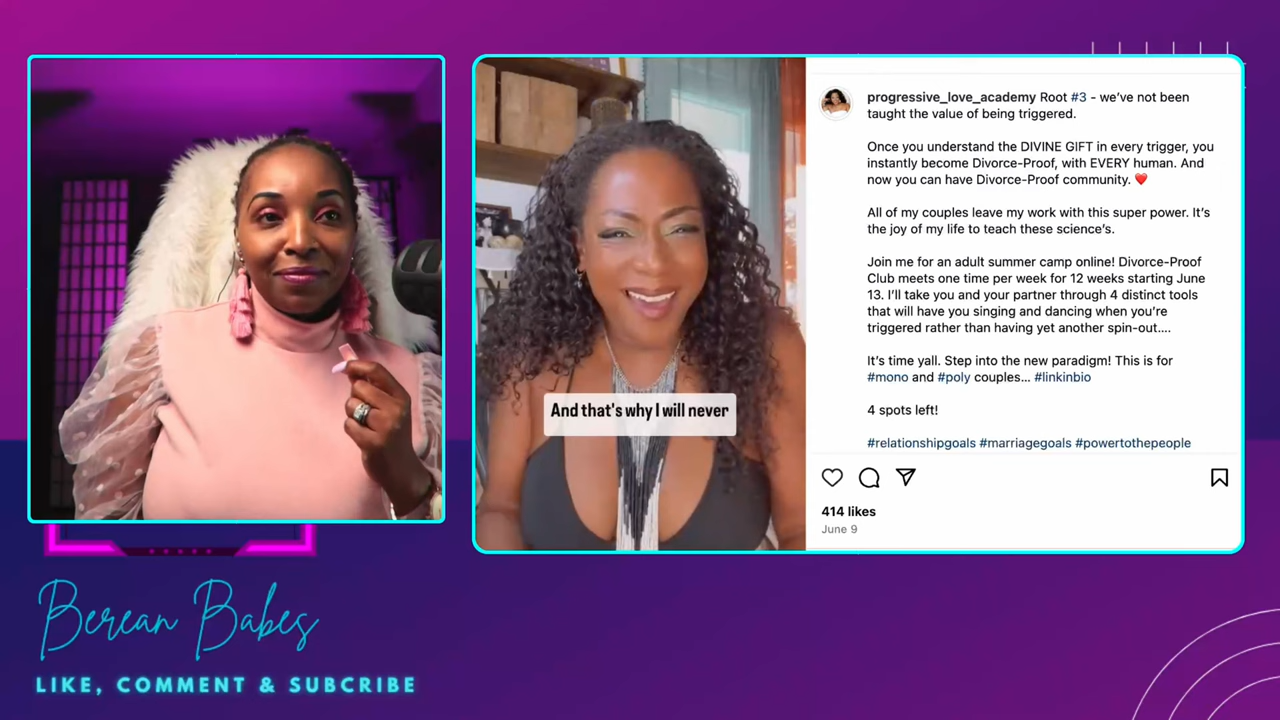 And that's why I will never
progressive_love_academy Root #3 - we've not been
taught the value of being triggered.
Once you understand the DIVINE GIFT in every trigger, you
instantly become Divorce-Proof, with EVERY human. And
now you can have Divorce-Proof community. ❤️
All of my couples leave my work with this super power. It's
the joy of my life to teach these science's.
Join me for an adult summer camp online! Divorce-Proof
Club meets one time per week for 12 weeks starting June
13. I'll take you and your partner through 4 distinct tools
that will have you singing and dancing when you're
triggered rather than having yet another spin-out....
It's time yall. Step into the new paradigm! This is for
#mono and #poly couples... #linkinbio
4 spots left!
#relationshipgoals #marriagegoals #powertothepeople
414 likes
June 9
Berean Babes
LIKE, COMMENT & SUBCRIBE